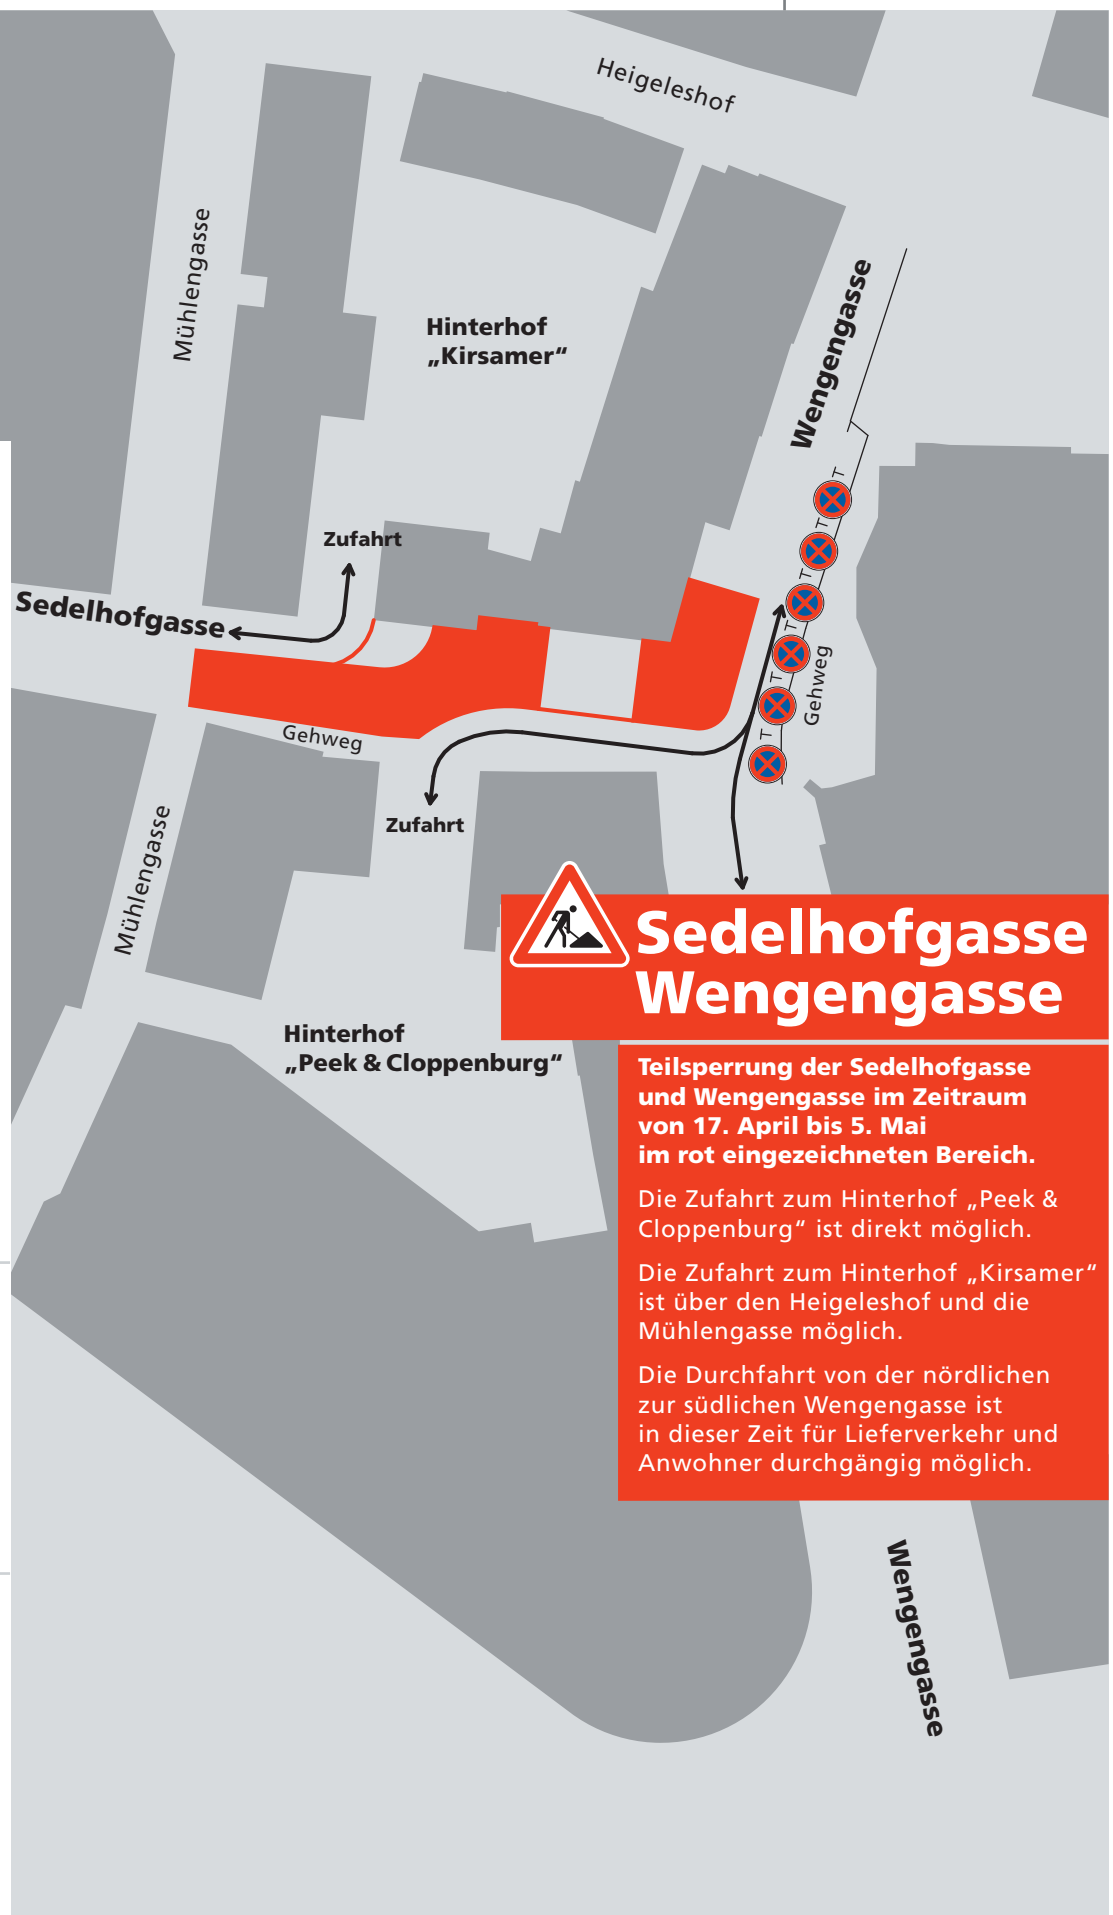 Heigeleshof
Mühlengasse
Wengengasse
Hinterhof
„Kirsamer“
T
T
T
T
T
T
Zufahrt
Sedelhofgasse
Gehweg
Gehweg
Zufahrt
Mühlengasse
Sedelhofgasse
Wengengasse
Hinterhof
„Peek & Cloppenburg“
Teilsperrung der Sedelhofgasse
und Wengengasse im Zeitraum
von 17. April bis 5. Mai
im rot eingezeichneten Bereich.
Die Zufahrt zum Hinterhof „Peek &
Cloppenburg“ ist direkt möglich.
Die Zufahrt zum Hinterhof „Kirsamer“
ist über den Heigeleshof und die
Mühlengasse möglich.
Die Durchfahrt von der nördlichen
zur südlichen Wengengasse ist
in dieser Zeit für Lieferverkehr und
Anwohner durchgängig möglich.
Wengengasse